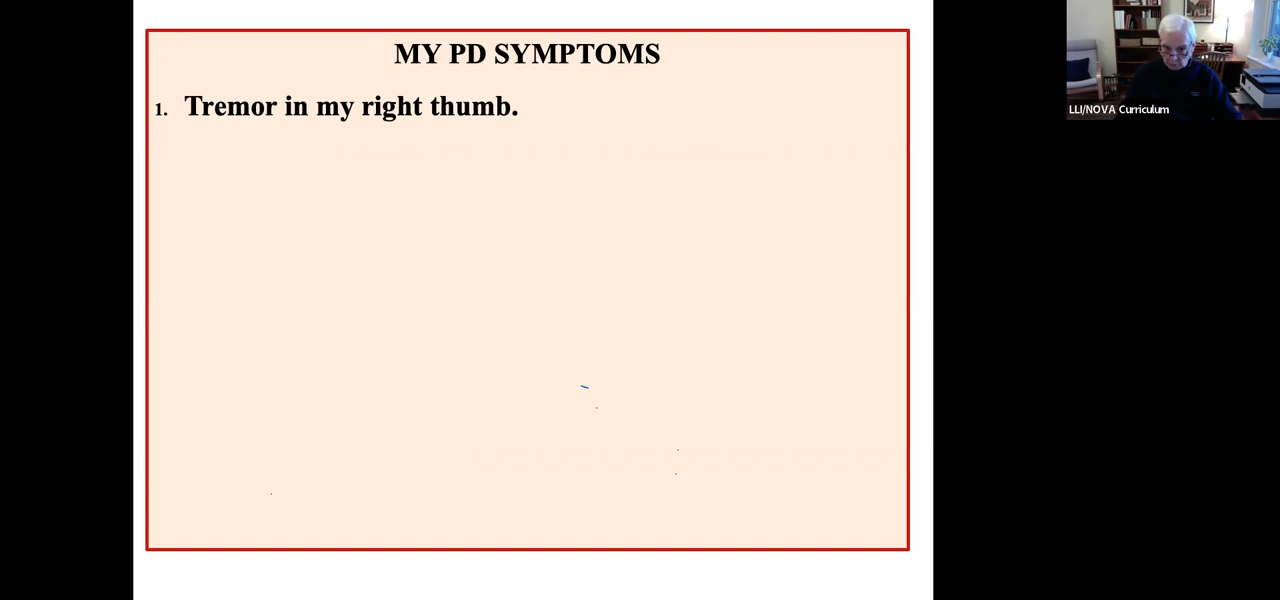 MY PD SYMPTOMS
1. Tremor in my right thumb.
LLI/NOVA Curriculum